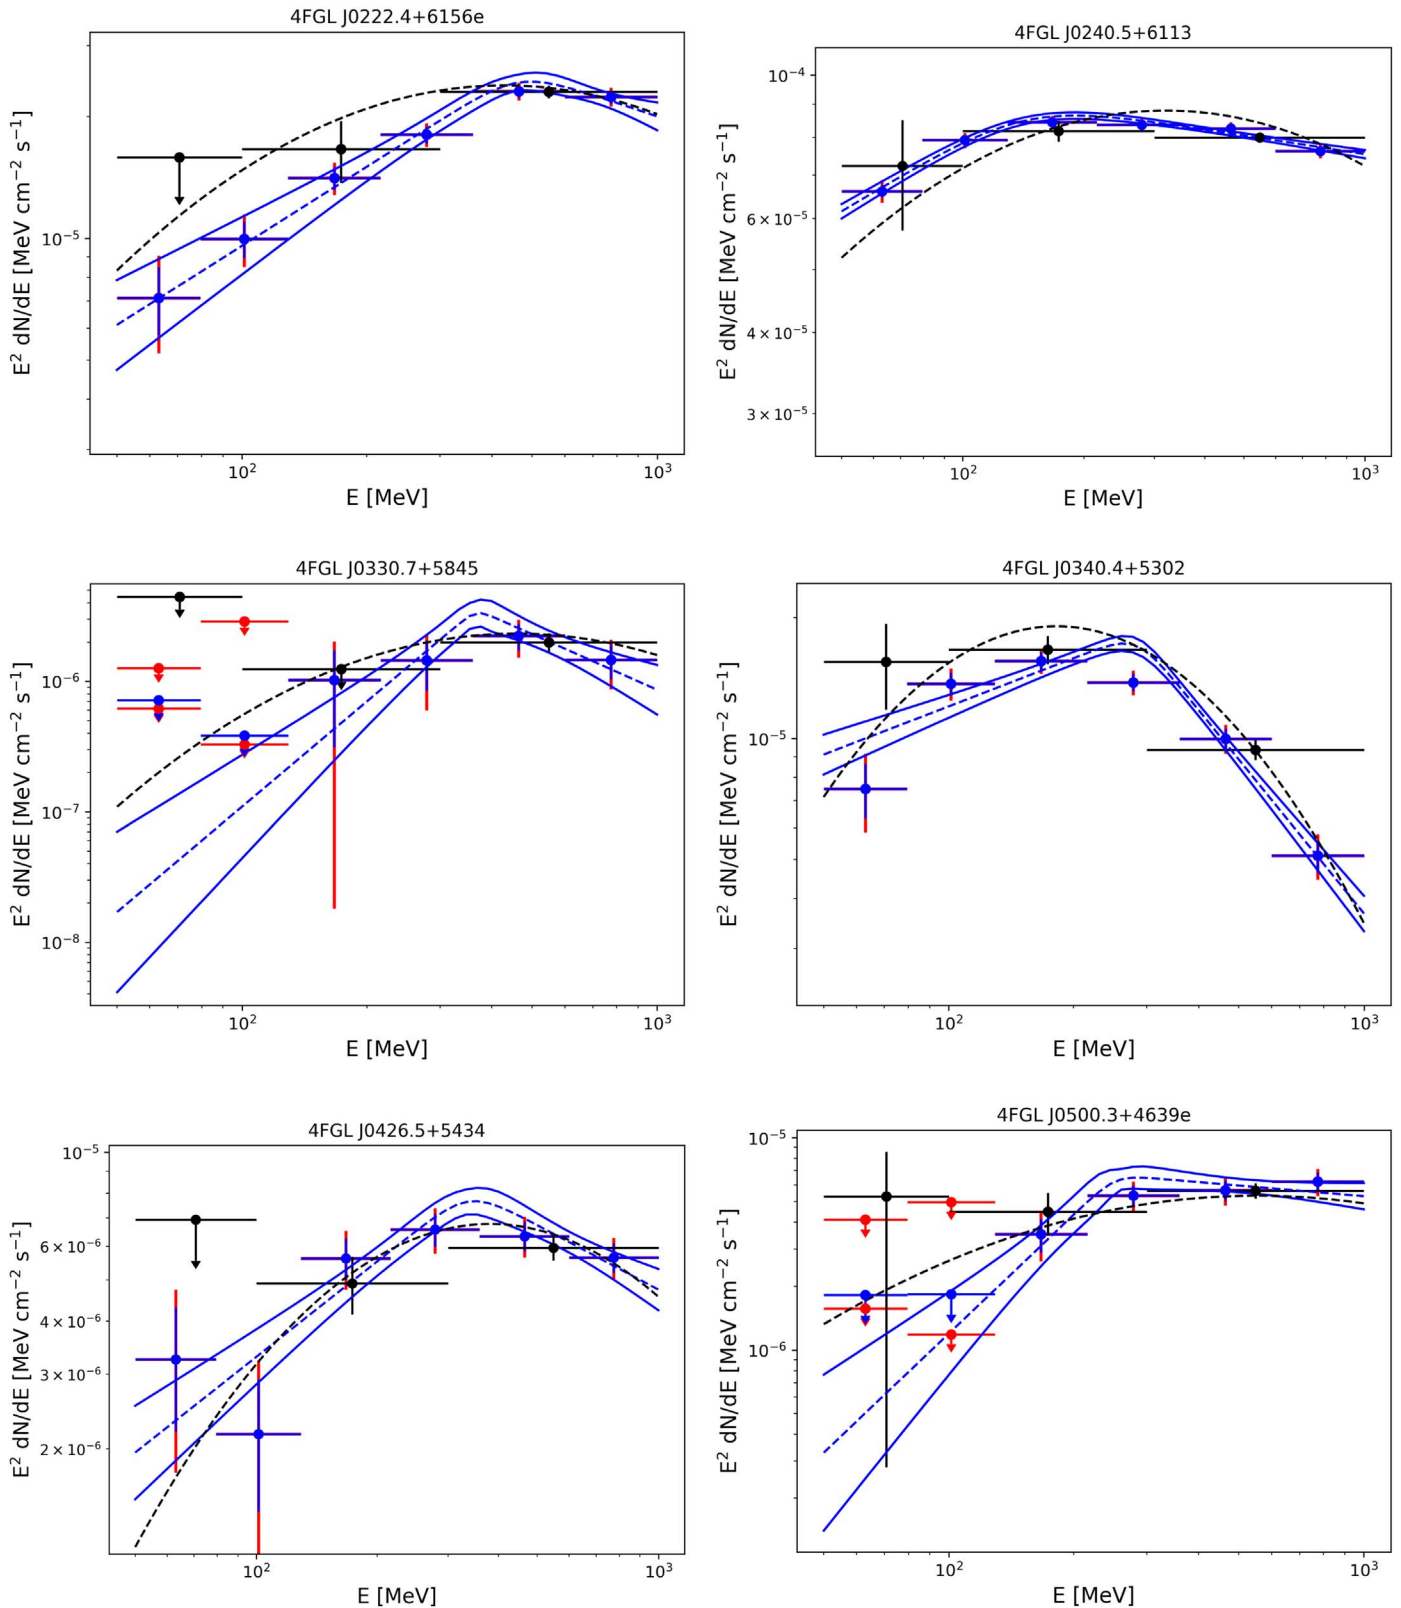 4FGL J0222.4+6156e
E² dN/dE [MeV cm⁻² s⁻¹]
10⁻⁵
10²
10³
E [MeV]
4FGL J0240.5+6113
E² dN/dE [MeV cm⁻² s⁻¹]
10⁻⁴
6 × 10⁻⁵
4 × 10⁻⁵
3 × 10⁻⁵
10²
10³
E [MeV]
4FGL J0330.7+5845
E² dN/dE [MeV cm⁻² s⁻¹]
10⁻⁶
10⁻⁷
10⁻⁸
10²
10³
E [MeV]
4FGL J0340.4+5302
E² dN/dE [MeV cm⁻² s⁻¹]
10⁻⁵
10²
10³
E [MeV]
4FGL J0426.5+5434
E² dN/dE [MeV cm⁻² s⁻¹]
10⁻⁵
6 × 10⁻⁶
4 × 10⁻⁶
3 × 10⁻⁶
2 × 10⁻⁶
10²
10³
E [MeV]
4FGL J0500.3+4639e
E² dN/dE [MeV cm⁻² s⁻¹]
10⁻⁵
10⁻⁶
10²
10³
E [MeV]